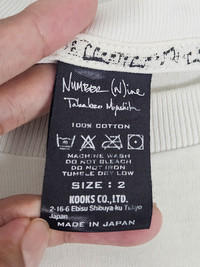 NUMBER (N)ine
Takahiro Miyashita
100% COTTON
MACHINE WASH
DO NOT BLEACH
DO NOT IRON
TUMBLE DRY LOW
SIZE: 2
KOOKS CO.,LTD.
2-16-6 Ebisu Shibuya-ku Tokyo
Japan
MADE IN JAPAN